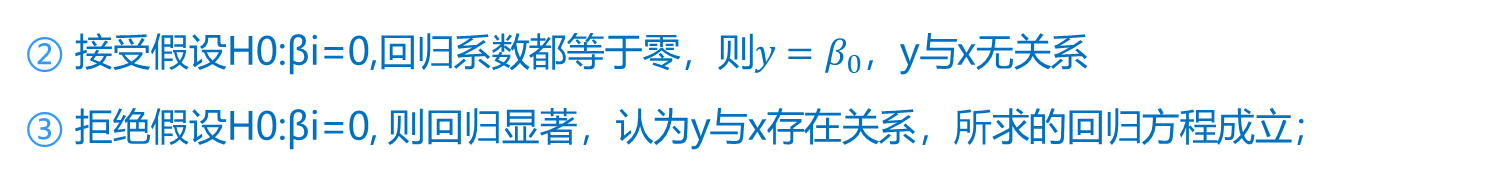 ② 接受假设H0:βi=0,回归系数都等于零，则y = β₀，y与x无关系
③ 拒绝假设H0:βi=0, 则回归显著，认为y与x存在关系，所求的回归方程成立；